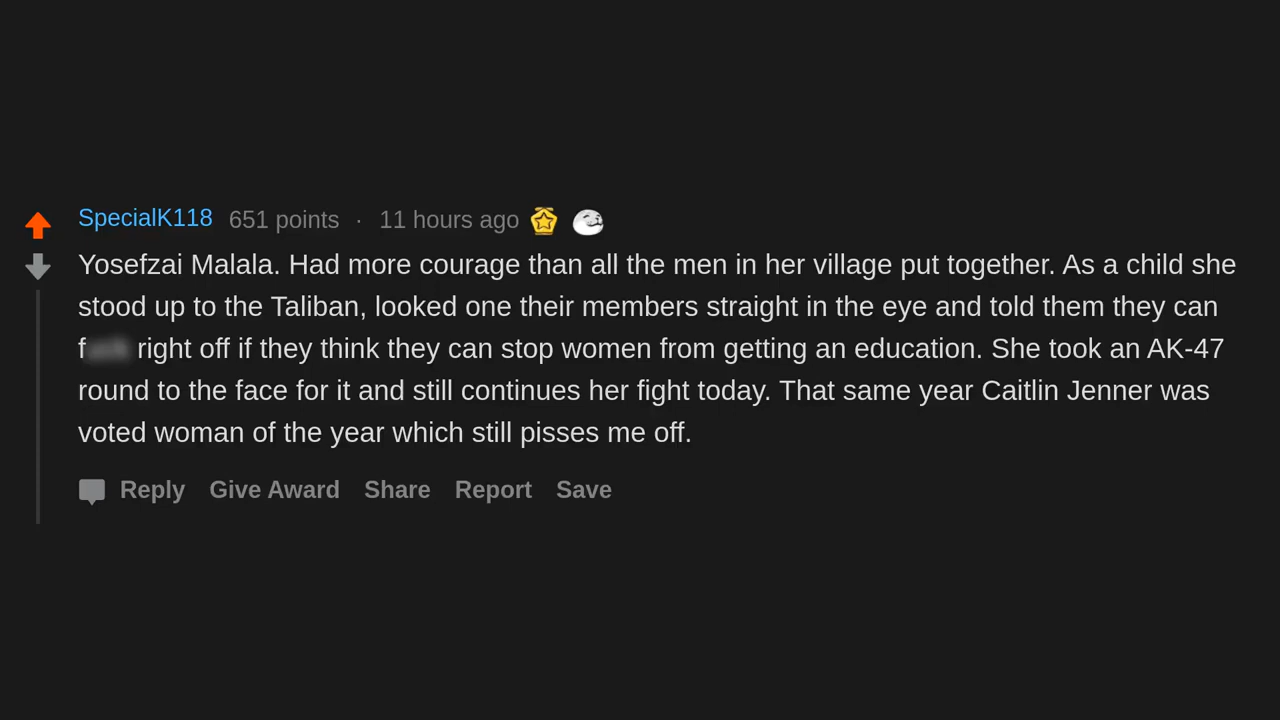 SpecialK118 651 points · 11 hours ago
Yosefzai Malala. Had more courage than all the men in her village put together. As a child she
stood up to the Taliban, looked one their members straight in the eye and told them they can
f right off if they think they can stop women from getting an education. She took an AK-47
round to the face for it and still continues her fight today. That same year Caitlin Jenner was
voted woman of the year which still pisses me off.
Reply Give Award Share Report Save